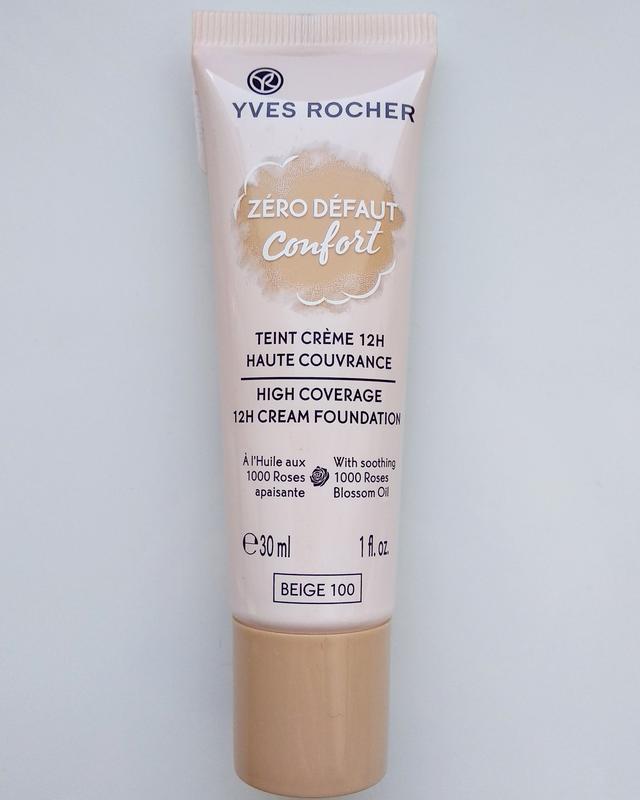 YR
YVES ROCHER
ZÉRO DÉFAUT
Confort
TEINT CRÈME 12H
HAUTE COUVRANCE
HIGH COVERAGE
12H CREAM FOUNDATION
À l'Huile aux
1000 Roses
apaisante
With soothing
1000 Roses
Blossom Oil
℮30 ml
1 fl. oz.
BEIGE 100